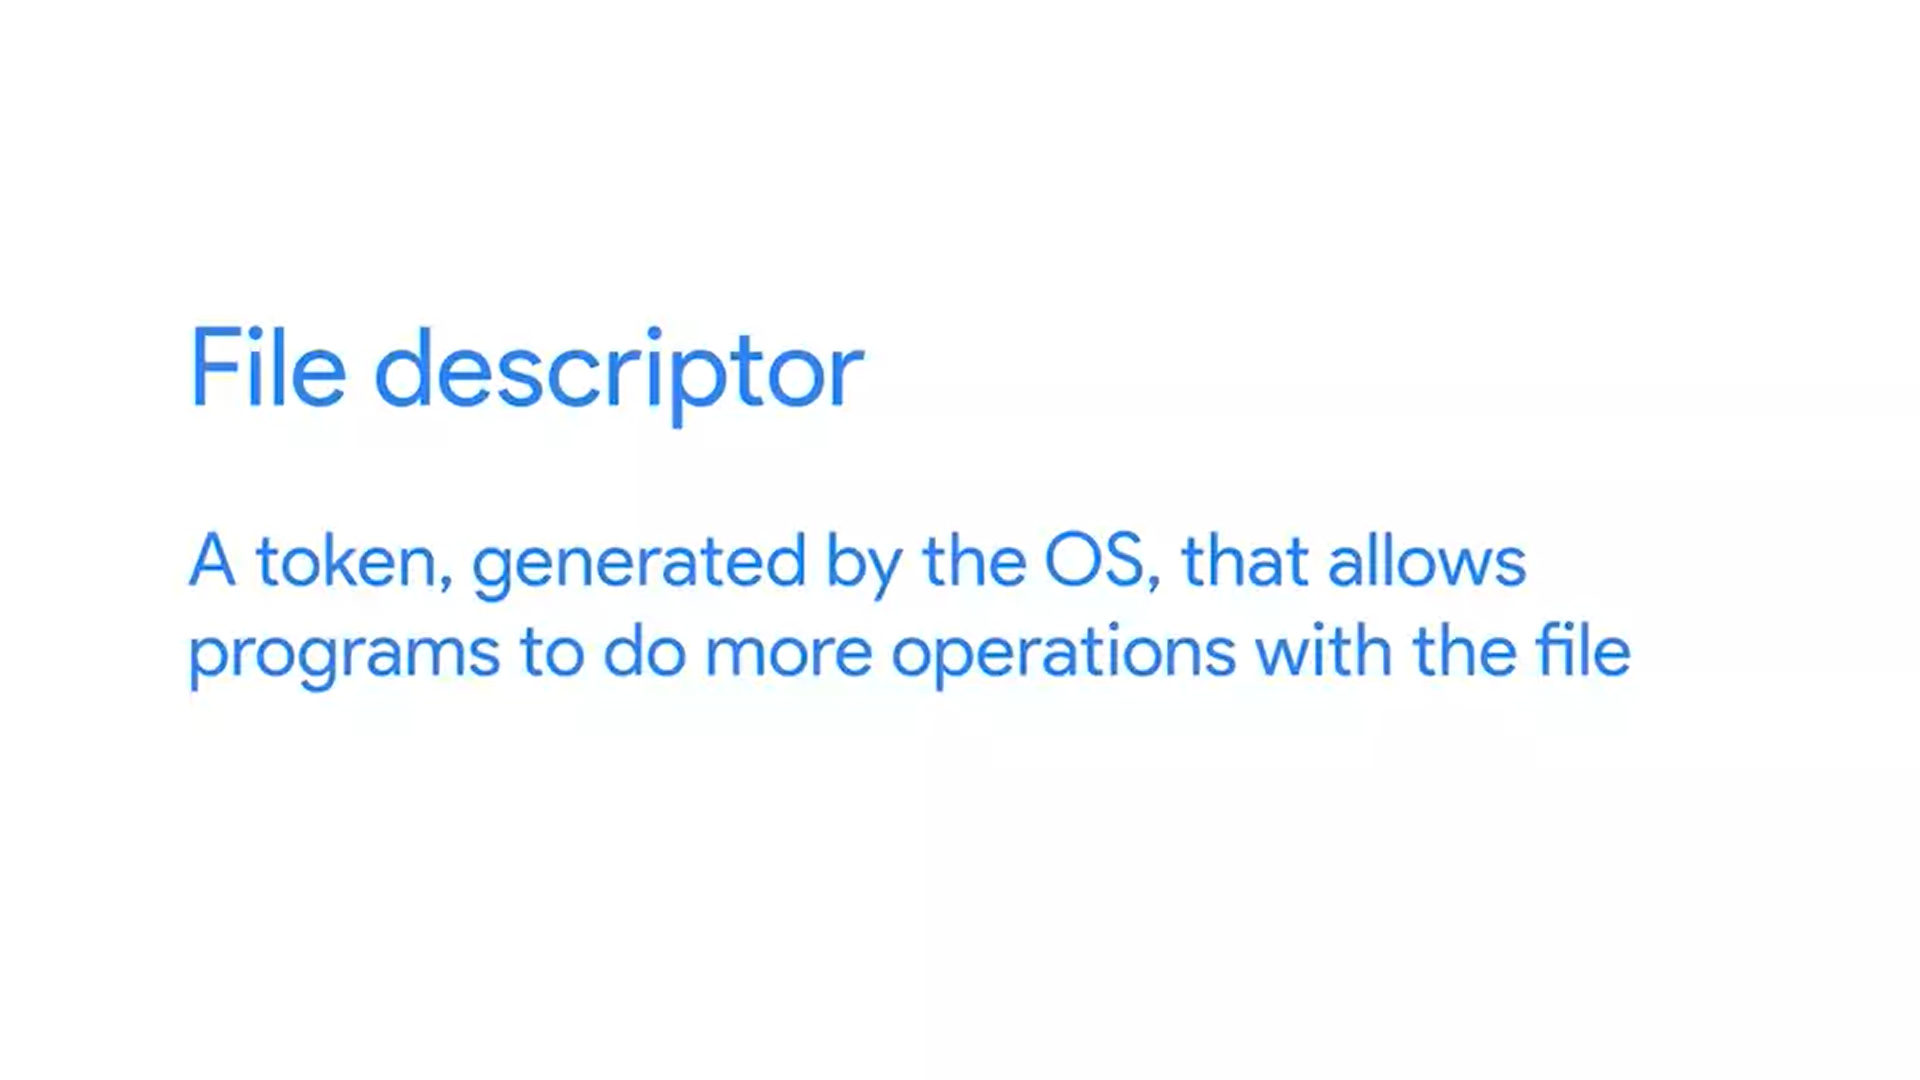 File descriptor
A token, generated by the OS, that allows
programs to do more operations with the file